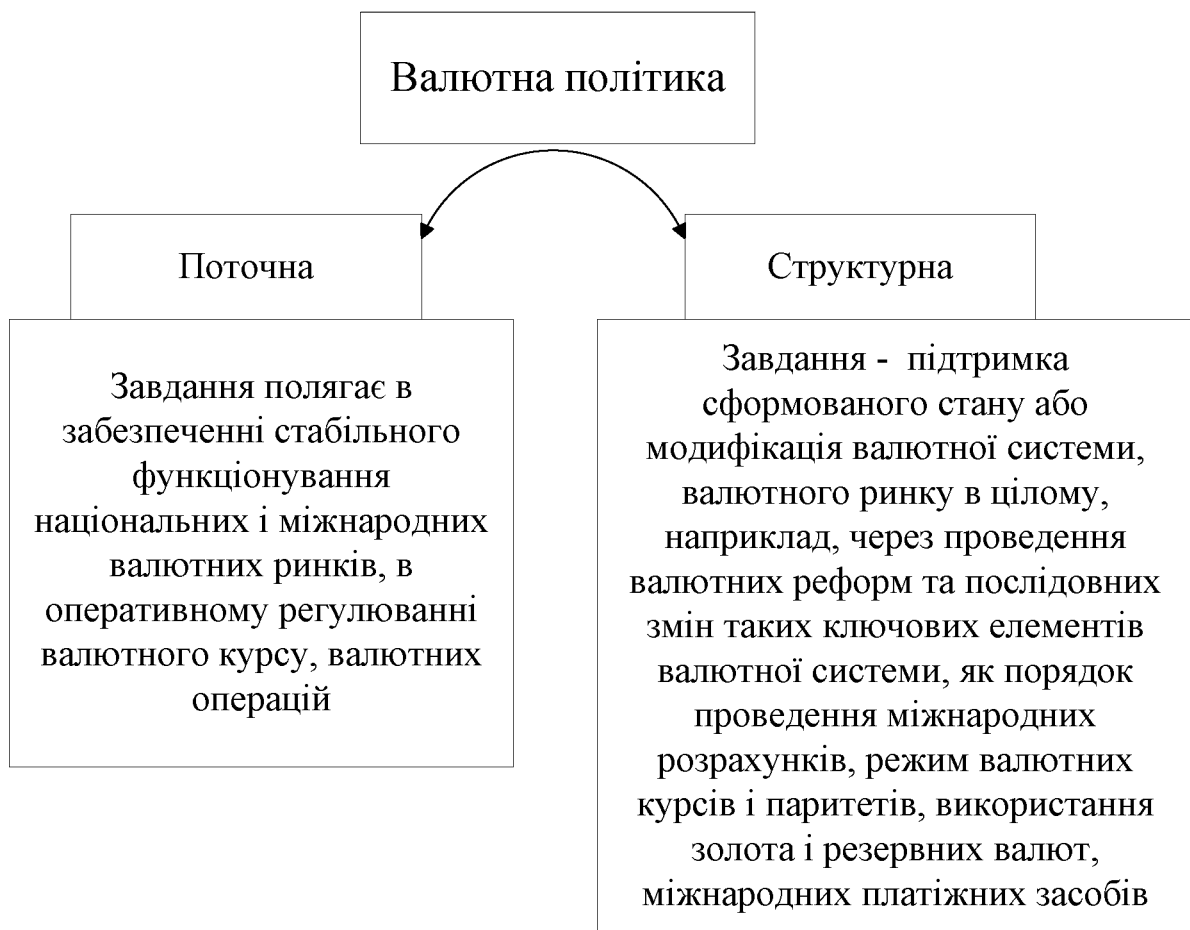 Валютна політика
Поточна
Завдання полягає в
забезпеченні стабільного
функціонування
національних і міжнародних
валютних ринків, в
оперативному регулюванні
валютного курсу, валютних
операцій
Структурна
Завдання - підтримка
сформованого стану або
модифікація валютної системи,
валютного ринку в цілому,
наприклад, через проведення
валютних реформ та послідовних
змін таких ключових елементів
валютної системи, як порядок
проведення міжнародних
розрахунків, режим валютних
курсів і паритетів, використання
золота і резервних валют,
міжнародних платіжних засобів